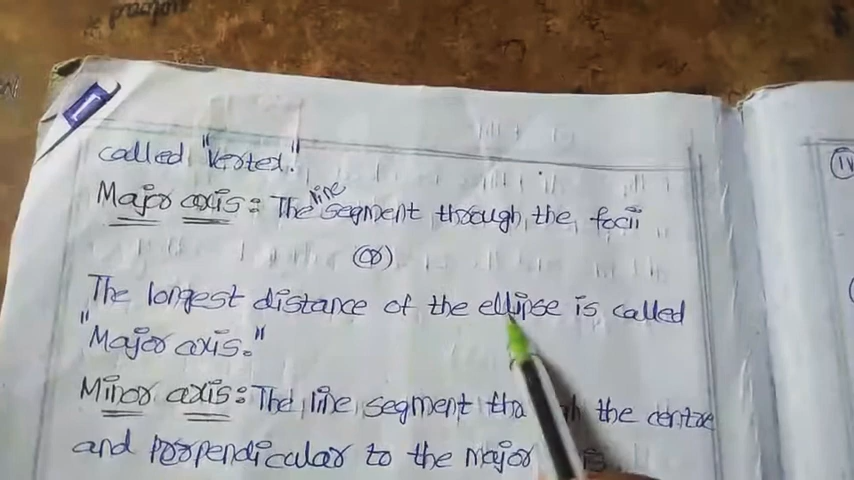 called "vertex."
Major axis: The line segment through the focii
(or)
The longest distance of the ellipse is called
"Major axis."
Minor axis: The line segment the centre
and perpendicular to the major